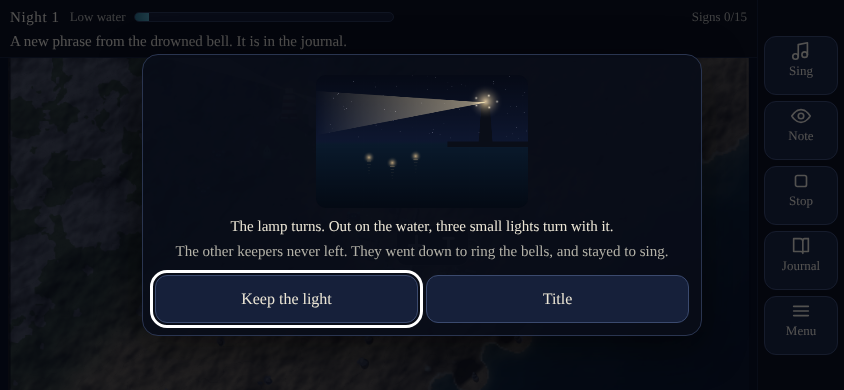 Night 1 Low water Signs 0/15
A new phrase from the drowned bell. It is in the journal.
Sing
Note
Stop
Journal
Menu
The lamp turns. Out on the water, three small lights turn with it.
The other keepers never left. They went down to ring the bells, and stayed to sing.
Keep the light Title